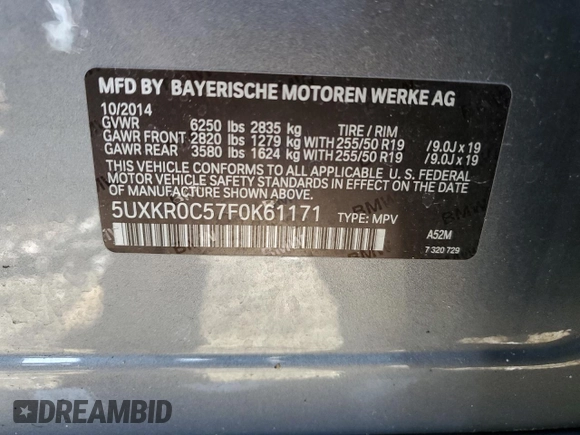 MFD BY BAYERISCHE MOTOREN WERKE AG
10/2014
GVWR 6250 lbs 2835 kg TIRE / RIM
GAWR FRONT 2820 lbs 1279 kg WITH 255/50 R19 /9.0J x 19
GAWR REAR 3580 lbs 1624 kg WITH 255/50 R19 /9.0J x 19
THIS VEHICLE CONFORMS TO ALL APPLICABLE U. S. FEDERAL
MOTOR VEHICLE SAFETY STANDARDS IN EFFECT ON THE DATE OF
MANUFACTURE SHOWN ABOVE.
5UXKR0C57F0K61171 TYPE: MPV
A52M
7 320 729
DREAMBID